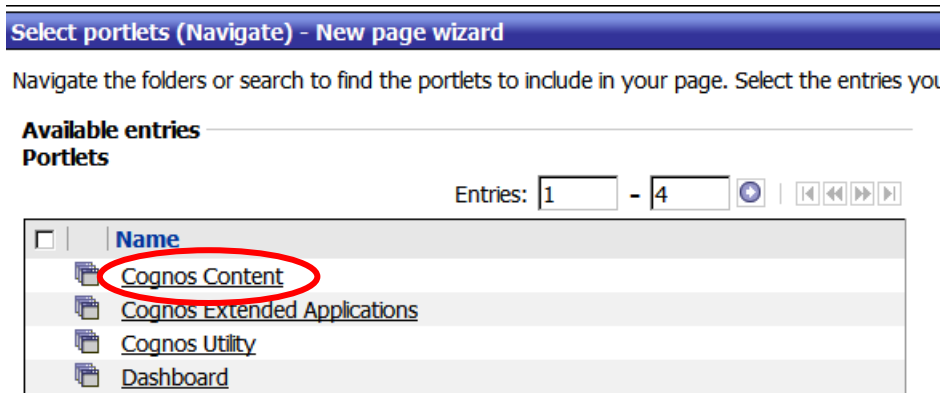 Select portlets (Navigate) - New page wizard
Navigate the folders or search to find the portlets to include in your page. Select the entries
Available entries
Portlets
Entries: 1 - 4
Name
Cognos Content
Cognos Extended Applications
Cognos Utility
Dashboard